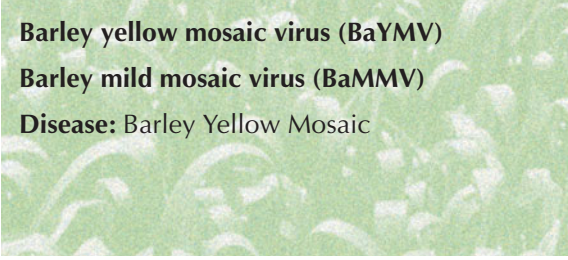 Barley yellow mosaic virus (BaYMV)
Barley mild mosaic virus (BaMMV)
Disease: Barley Yellow Mosaic